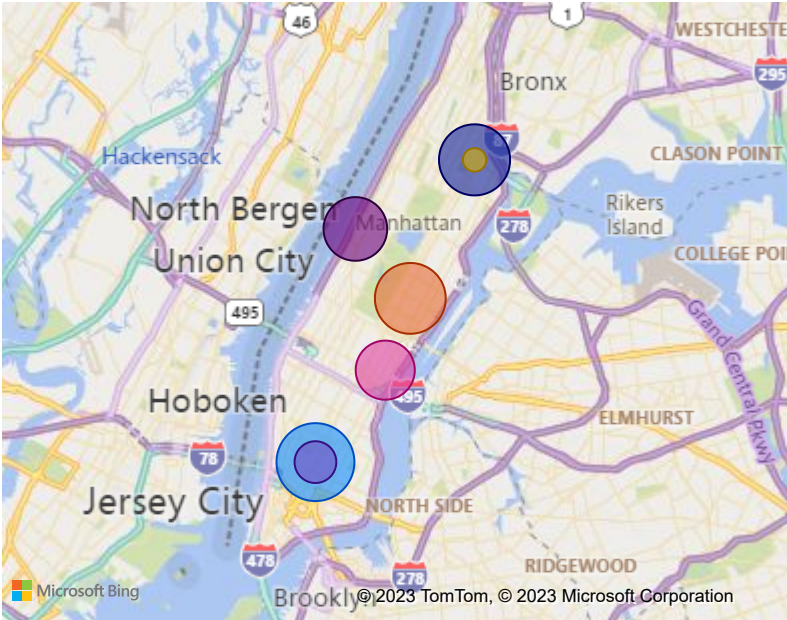 46
1
WESTCHESTE
295
Bronx
87
Hackensack
CLASON POINT
North Bergen
Manhattan
Rikers
Island
278
Union City
COLLEGE POI
495
Grand Central Pkwy
Hoboken
495
ELMHURST
78
Jersey City
NORTH SIDE
478
RIDGEWOOD
278
Microsoft Bing
Brooklyn
© 2023 TomTom, © 2023 Microsoft Corporation